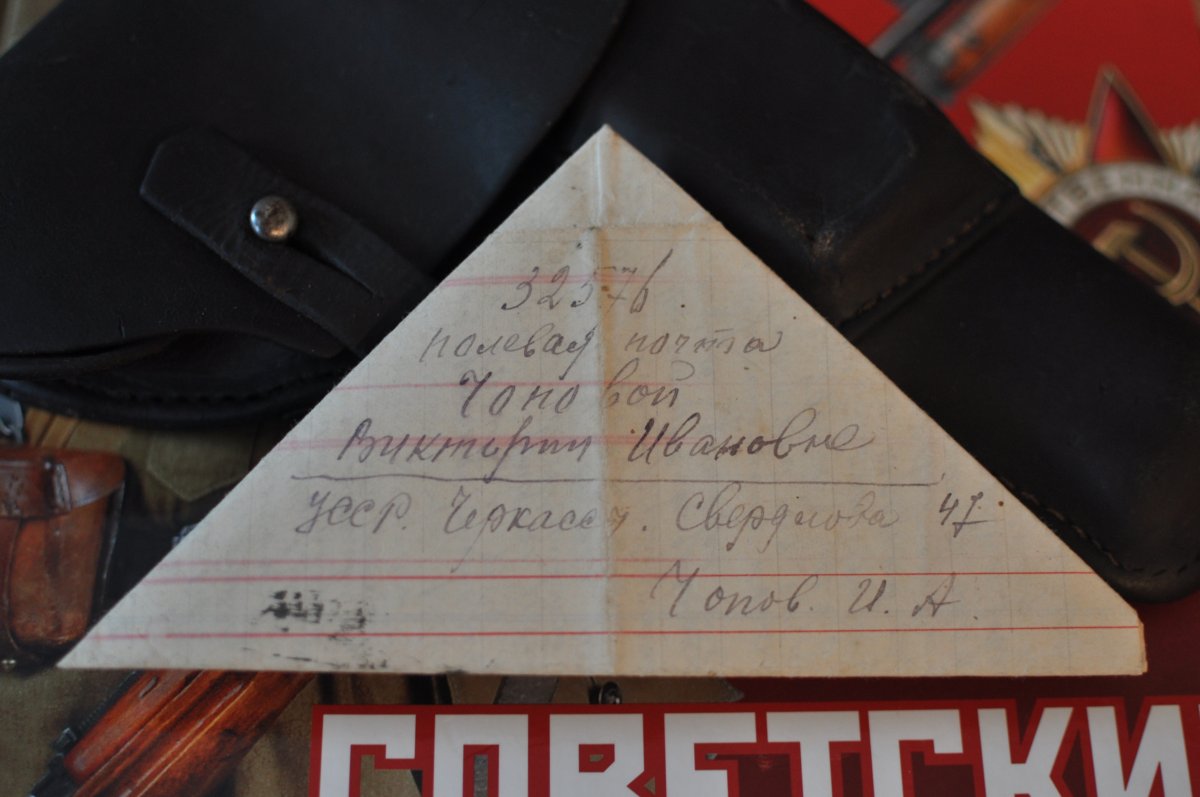 32576.
полевая почта
Чоповой
Виктории Ивановне
УССР. Черкассы. Свердлова 47.
Чопов. И. А
СОВЕТСКИ